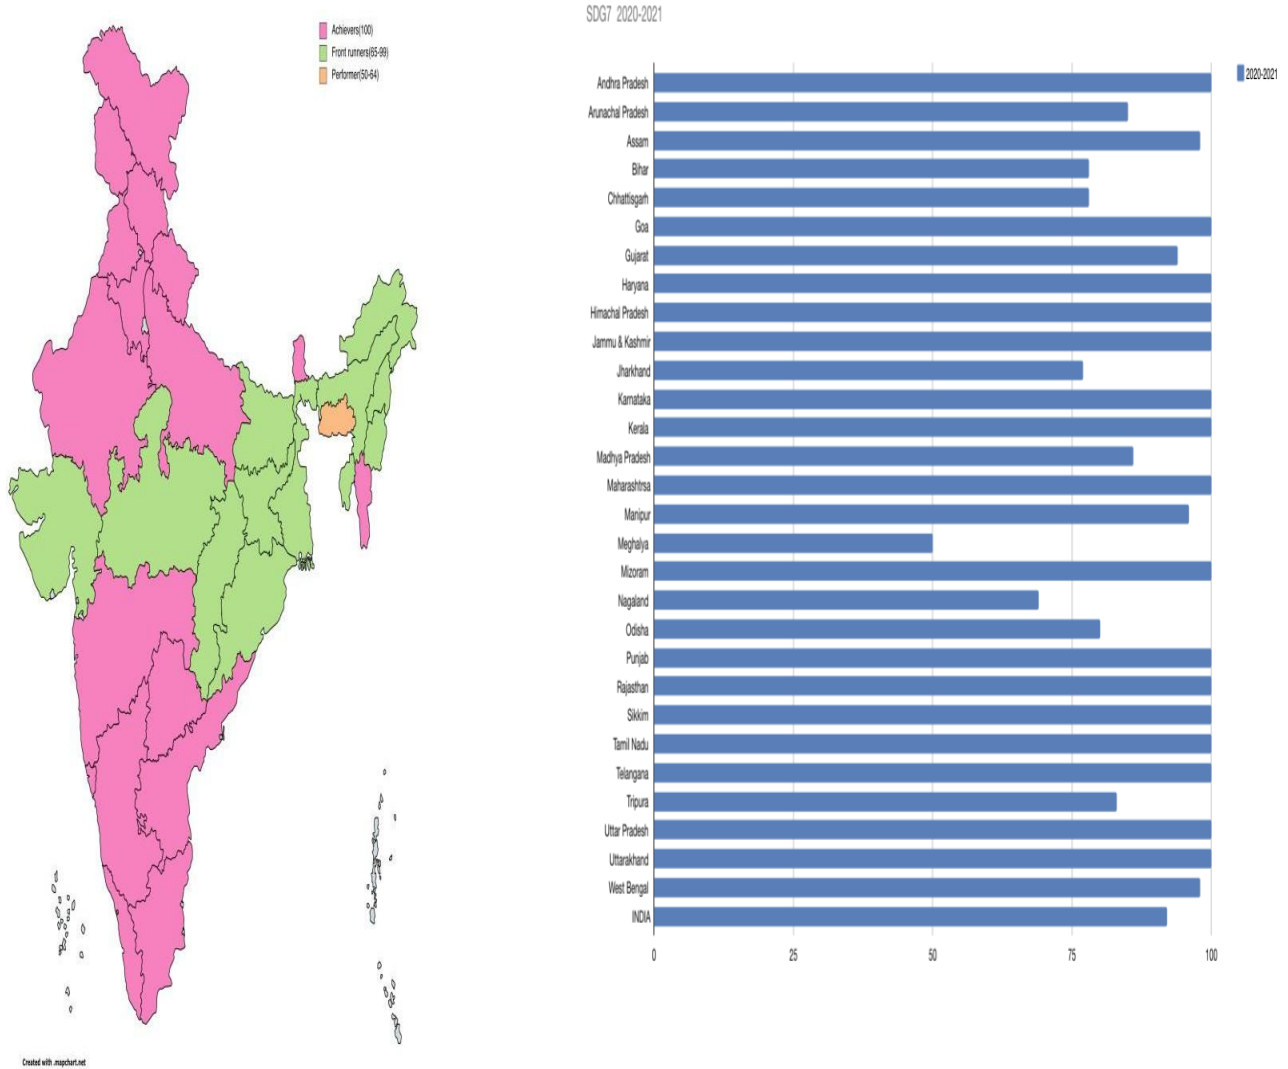 Achievers(100)
Front runners(65-99)
Performer(50-64)
Created with .mapchart.net
SDG7 2020-2021
2020-2021
Andhra Pradesh
Arunachal Pradesh
Assam
Bihar
Chhattisgarh
Goa
Gujarat
Haryana
Himachal Pradesh
Jammu & Kashmir
Jharkhand
Karnataka
Kerala
Madhya Pradesh
Maharashtrsa
Manipur
Meghalya
Mizoram
Nagaland
Odisha
Punjab
Rajasthan
Sikkim
Tamil Nadu
Telangana
Tripura
Uttar Pradesh
Uttarakhand
West Bengal
INDIA
0 25 50 75 100